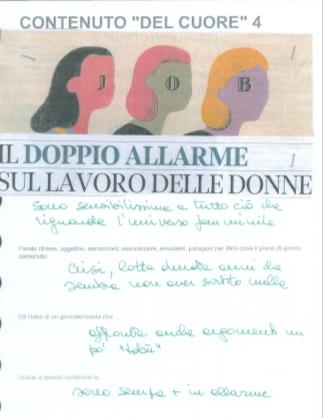 CONTENUTO "DEL CUORE" 4
J O B
IL DOPPIO ALLARME
SUL LAVORO DELLE DONNE
sono sensibilissima a tutto ciò che
riguarda l'universo femminile
Parole chiave, aggettivi, sensazioni, associazioni, emozioni, paragoni per dirci cosa ti piace di questo
contenuto:
Crisi, lotta durata anni che
sembra non aver sortito nulla
Dà l'idea di un giornale/rivista che
affronta anche argomenti un
po' "tabù"
Grazie a questo contenuto io
sono sempre + in allarme